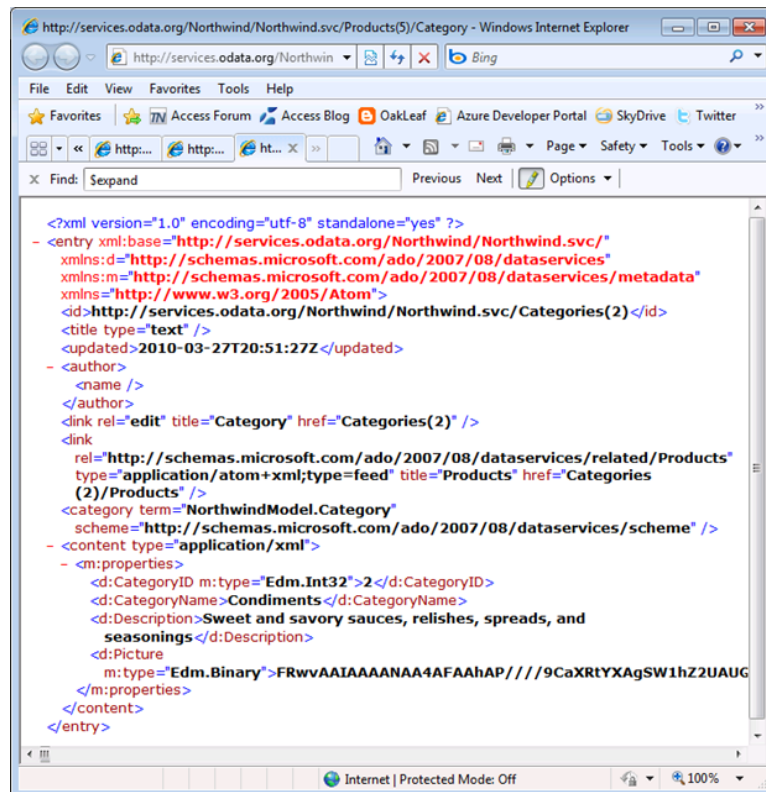 http://services.odata.org/Northwind/Northwind.svc/Products(5)/Category - Windows Internet Explorer
http://services.odata.org/Northwin Bing
File Edit View Favorites Tools Help
Favorites Access Forum Access Blog OakLeaf Azure Developer Portal SkyDrive Twitter
http:... http:... ht... Page Safety Tools
Find: $expand Previous Next Options
<?xml version="1.0" encoding="utf-8" standalone="yes" ?>
- <entry xml:base="http://services.odata.org/Northwind/Northwind.svc/"
xmlns:d="http://schemas.microsoft.com/ado/2007/08/dataservices"
xmlns:m="http://schemas.microsoft.com/ado/2007/08/dataservices/metadata"
xmlns="http://www.w3.org/2005/Atom">
<id>http://services.odata.org/Northwind/Northwind.svc/Categories(2)</id>
<title type="text" />
<updated>2010-03-27T20:51:27Z</updated>
- <author>
<name />
</author>
<link rel="edit" title="Category" href="Categories(2)" />
<link
rel="http://schemas.microsoft.com/ado/2007/08/dataservices/related/Products"
type="application/atom+xml;type=feed" title="Products" href="Categories
(2)/Products" />
<category term="NorthwindModel.Category"
scheme="http://schemas.microsoft.com/ado/2007/08/dataservices/scheme" />
- <content type="application/xml">
- <m:properties>
<d:CategoryID m:type="Edm.Int32">2</d:CategoryID>
<d:CategoryName>Condiments</d:CategoryName>
<d:Description>Sweet and savory sauces, relishes, spreads, and
seasonings</d:Description>
<d:Picture
m:type="Edm.Binary">FRwvAAIAAAANAA4AFAAhAP////9CaXRtYXAgSW1hZ2UAUG
</m:properties>
</content>
</entry>
Internet | Protected Mode: Off 100%